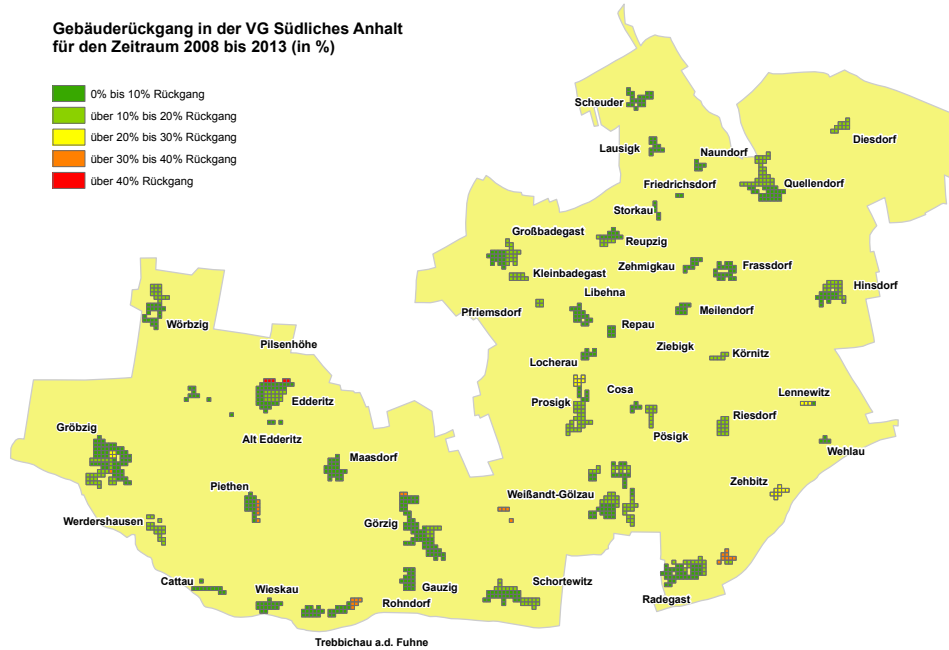 Gebäuderückgang in der VG Südliches Anhalt
für den Zeitraum 2008 bis 2013 (in %)
0% bis 10% Rückgang
über 10% bis 20% Rückgang
über 20% bis 30% Rückgang
über 30% bis 40% Rückgang
über 40% Rückgang
Scheuder
Diesdorf
Lausigk
Naundorf
Friedrichsdorf
Quellendorf
Storkau
Großbadegast
Reupzig
Zehmigkau
Frassdorf
Kleinbadegast
Hinsdorf
Libehna
Pfriemsdorf
Meilendorf
Wörbzig
Repau
Pilsenhöhe
Ziebigk
Körnitz
Locherau
Edderitz
Cosa
Lennewitz
Prosigk
Gröbzig
Riesdorf
Alt Edderitz
Pösigk
Wehlau
Maasdorf
Zehbitz
Piethen
Weißandt-Gölzau
Werdershausen
Görzig
Cattau
Wieskau
Gauzig
Schortewitz
Rohndorf
Radegast
Trebbichau a.d. Fuhne